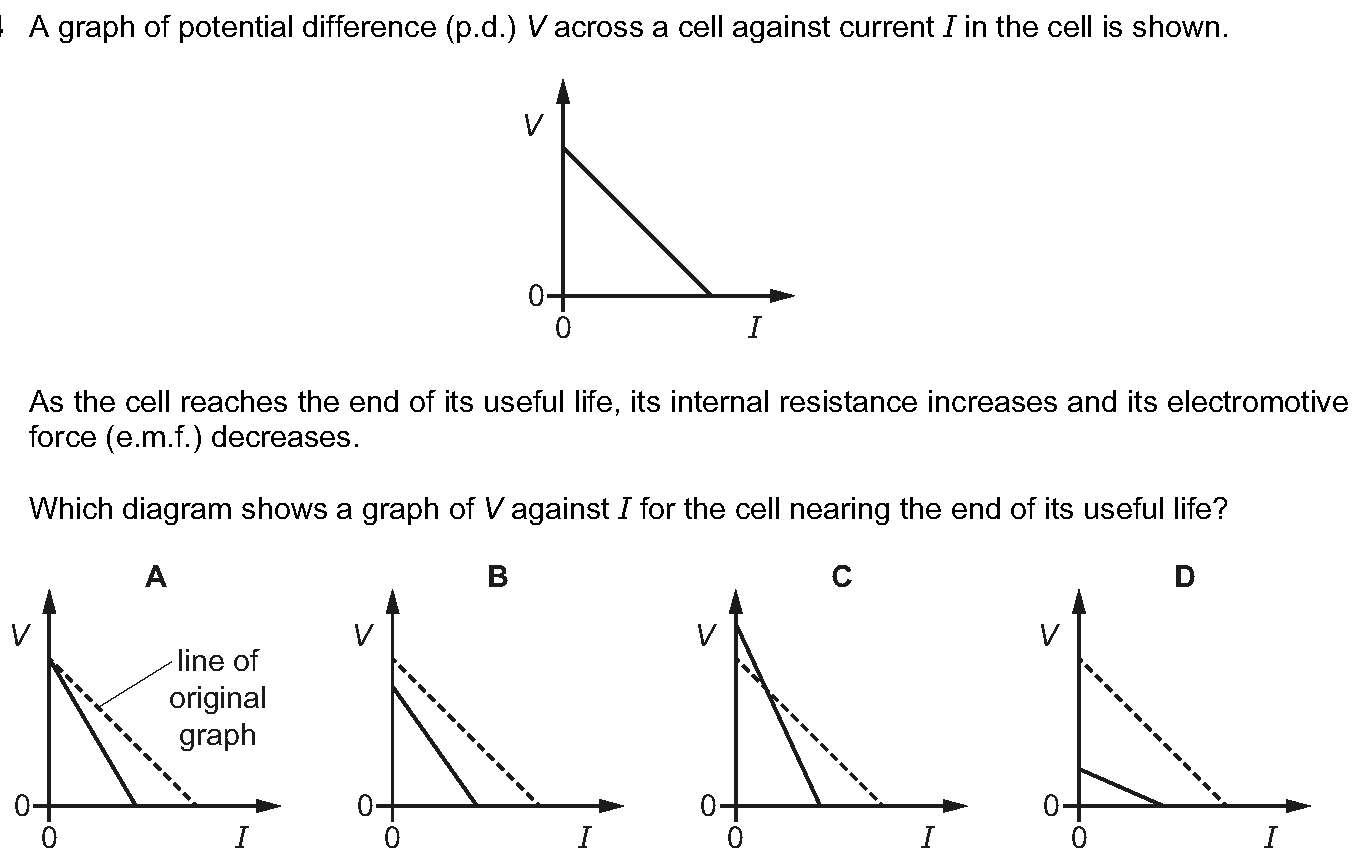 A graph of potential difference (p.d.) V across a cell against current I in the cell is shown.
V
0
0
I
As the cell reaches the end of its useful life, its internal resistance increases and its electromotive
force (e.m.f.) decreases.
Which diagram shows a graph of V against I for the cell nearing the end of its useful life?
A
B
C
D
V
line of
original
graph
0
0
I
V
0
0
I
V
0
0
I
V
0
0
I